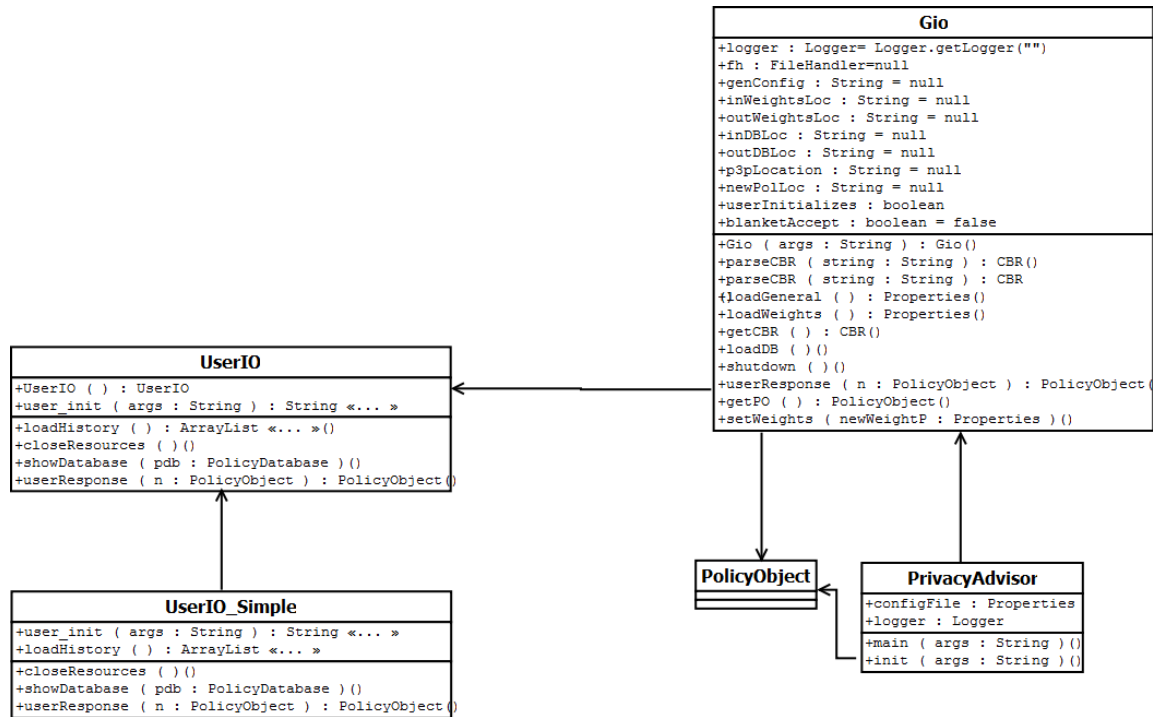 Gio
+logger : Logger= Logger.getLogger("")
+fh : FileHandler=null
+genConfig : String = null
+inWeightsLoc : String = null
+outWeightsLoc : String = null
+inDBLoc : String = null
+outDBLoc : String = null
+p3pLocation : String = null
+newPolLoc : String = null
+userInitializes : boolean
+blanketAccept : boolean = false
+Gio ( args : String ) : Gio()
+parseCBR ( string : String ) : CBR()
+parseCBR ( string : String ) : CBR
+loadGeneral ( ) : Properties()
+loadWeights ( ) : Properties()
+getCBR ( ) : CBR()
+loadDB ( )()
+shutdown ( )()
+userResponse ( n : PolicyObject ) : PolicyObject(
+getPO ( ) : PolicyObject()
+setWeights ( newWeightP : Properties )()
UserIO
+UserIO ( ) : UserIO
+user_init ( args : String ) : String «... »
+loadHistory ( ) : ArrayList «... »()
+closeResources ( )()
+showDatabase ( pdb : PolicyDatabase )()
+userResponse ( n : PolicyObject ) : PolicyObject()
PolicyObject
PrivacyAdvisor
+configFile : Properties
+logger : Logger
+main ( args : String )()
+init ( args : String )()
UserIO_Simple
+user_init ( args : String ) : String «... »
+loadHistory ( ) : ArrayList «... »
+closeResources ( )()
+showDatabase ( pdb : PolicyDatabase )()
+userResponse ( n : PolicyObject ) : PolicyObject()